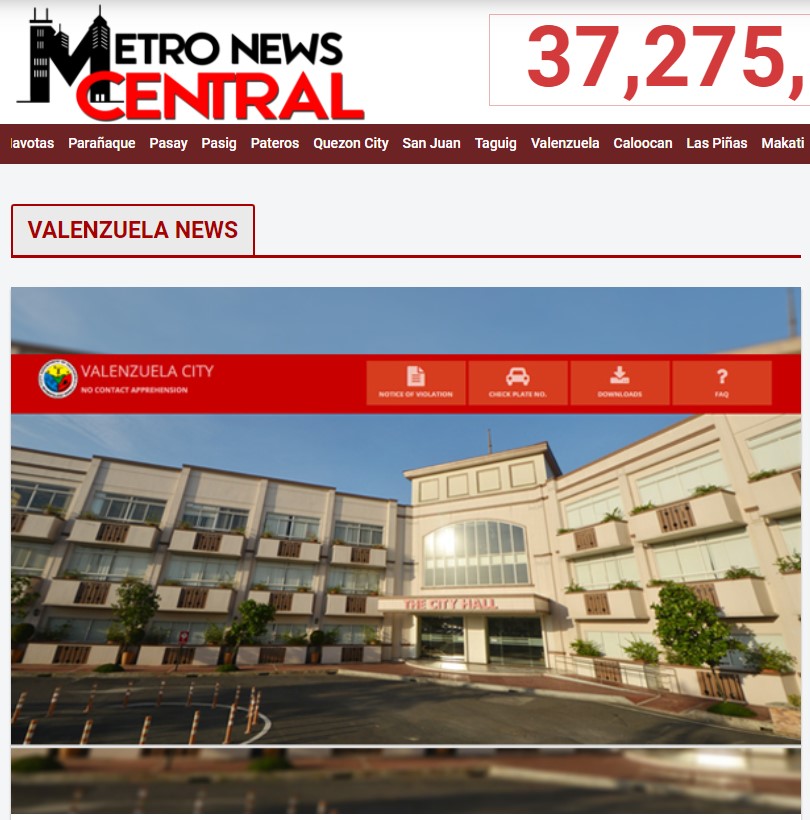 METRO NEWS
CENTRAL
37,275,
avotas Parañaque Pasay Pasig Pateros Quezon City San Juan Taguig Valenzuela Caloocan Las Piñas Makati
VALENZUELA NEWS
VALENZUELA CITY
NO CONTACT APPREHENSION
NOTICE OF VIOLATION CHECK PLATE NO. DOWNLOADS ? FAQ
THE CITY HALL